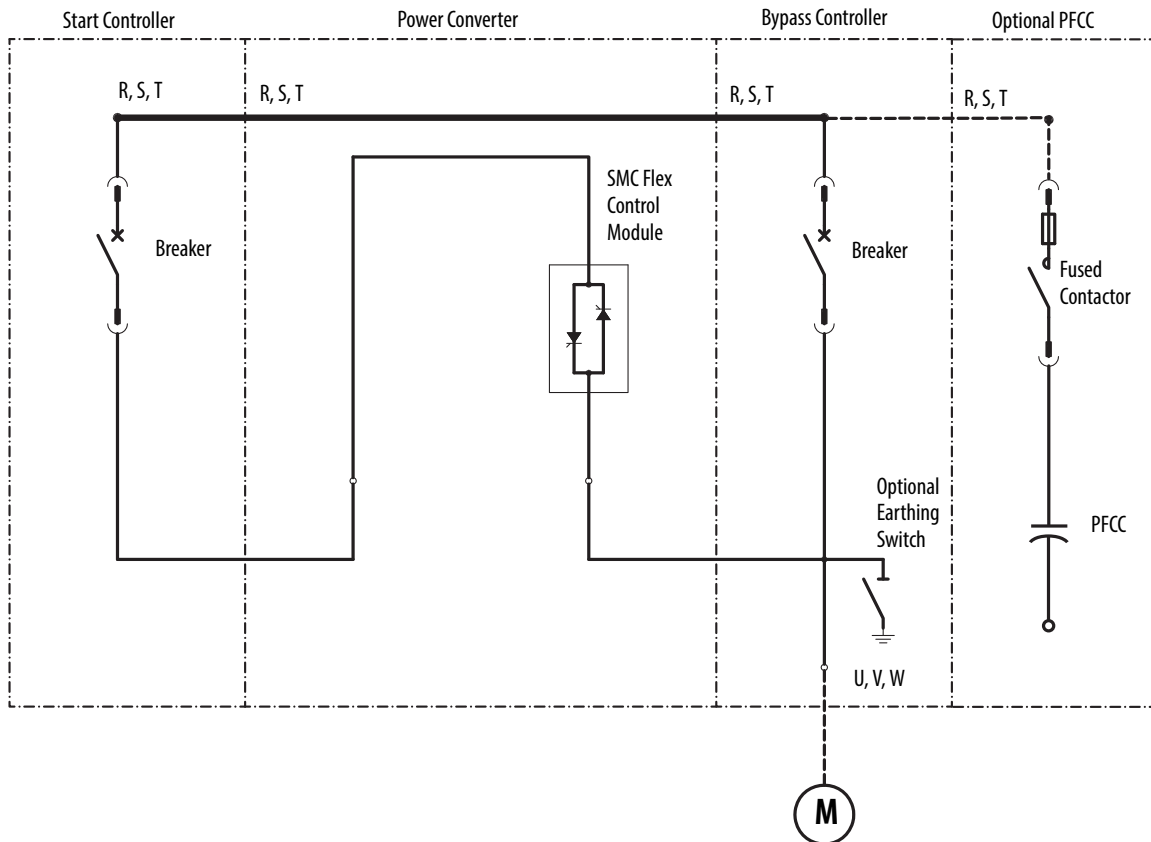 Start Controller
Power Converter
Bypass Controller
Optional PFCC
R, S, T
R, S, T
R, S, T
R, S, T
SMC Flex
Control
Module
Breaker
Breaker
Fused
Contactor
Optional
Earthing
Switch
PFCC
U, V, W
M